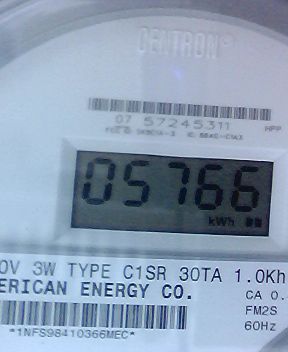 CENTRON®
07 57245311
HPP
05766
kWh
0V 3W TYPE C1SR 30TA 1.0Kh
ERICAN ENERGY CO.
CA 0.
FM2S
60Hz
*1NFS98410366MEC*